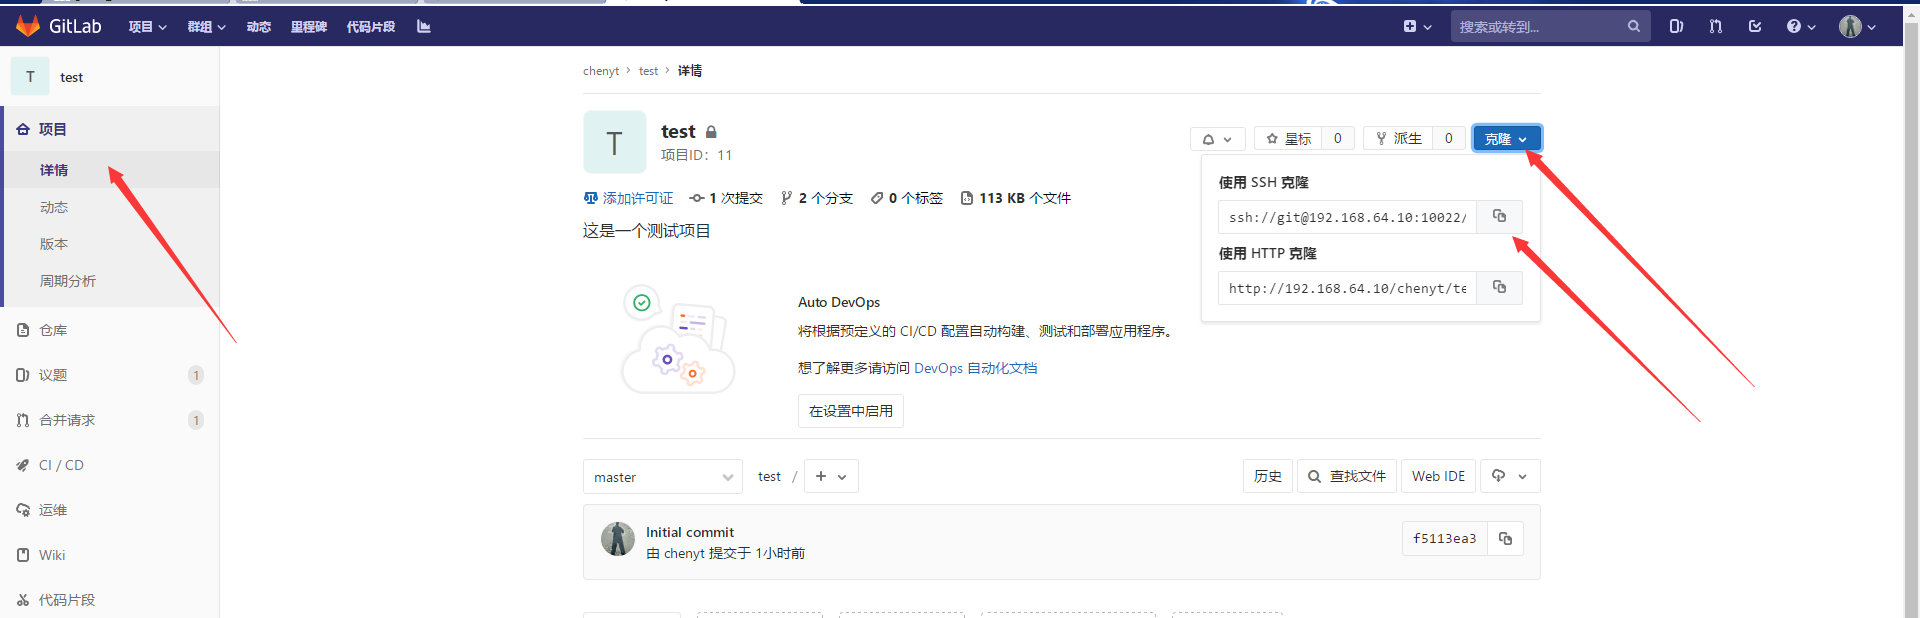 GitLab 项目 群组 动态 里程碑 代码片段 搜索或转到...
T test
项目
详情
动态
版本
周期分析
仓库
议题 1
合并请求 1
CI / CD
运维
Wiki
代码片段
chenyt > test > 详情
T
test
项目ID：11
星标 0 派生 0 克隆
添加许可证 1 次提交 2 个分支 0 个标签 113 KB 个文件
这是一个测试项目
使用 SSH 克隆
ssh://git@192.168.64.10:10022/
使用 HTTP 克隆
http://192.168.64.10/chenyt/te
Auto DevOps
将根据预定义的 CI/CD 配置自动构建、测试和部署应用程序。
想了解更多请访问 DevOps 自动化文档
在设置中启用
master test / + 历史 查找文件 Web IDE
Initial commit
由 chenyt 提交于 1小时前
f5113ea3